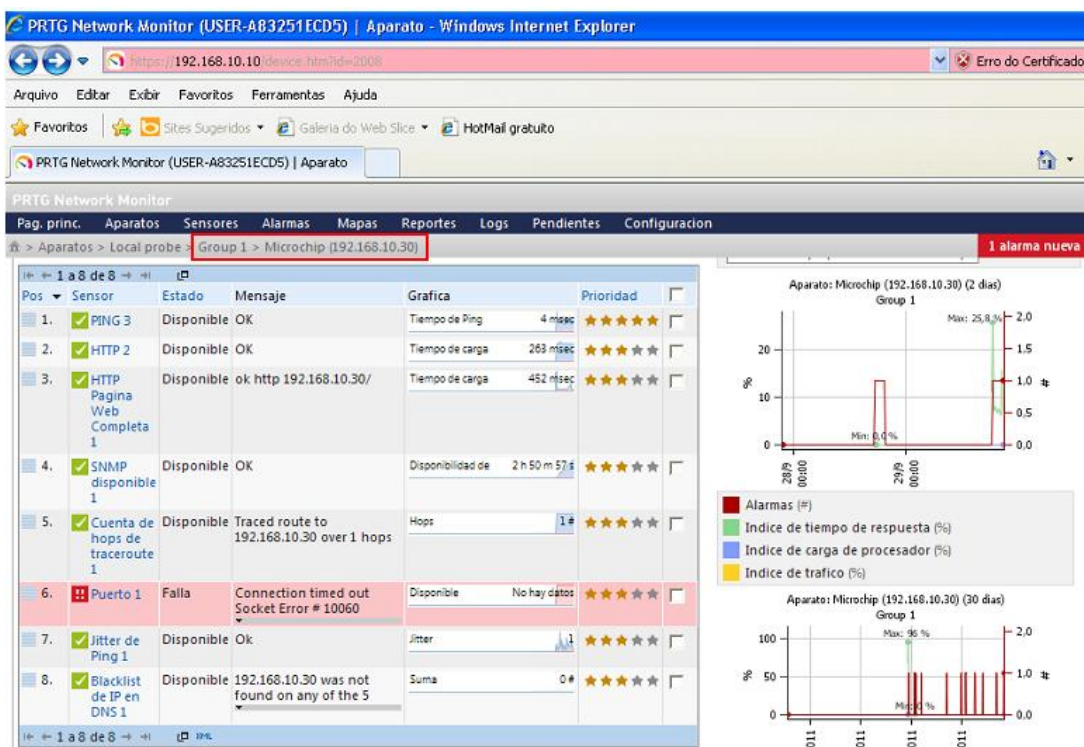 PRTG Network Monitor (USER-A83251ECD5) | Aparato - Windows Internet Explorer
https://192.168.10.10/device.htm?id=2008
Erro do Certificado
Arquivo Editar Exibir Favoritos Ferramentas Ajuda
Favoritos Sites Sugeridos Galeria do Web Slice HotMail gratuito
PRTG Network Monitor (USER-A83251ECD5) | Aparato
PRTG Network Monitor
Pag. princ. Aparatos Sensores Alarmas Mapas Reportes Logs Pendientes Configuracion
> Aparatos > Local probe > Group 1 > Microchip (192.168.10.30)
1 alarma nueva
1 a 8 de 8
Pos Sensor Estado Mensaje Grafica Prioridad
1. PING 3 Disponible OK Tiempo de Ping 4 msec
2. HTTP 2 Disponible OK Tiempo de carga 263 msec
3. HTTP Disponible ok http 192.168.10.30/ Tiempo de carga 452 msec
Pagina
Web
Completa
1
4. SNMP Disponible OK Disponibilidad de 2 h 50 m 57 s
disponible
1
5. Cuenta de Disponible Traced route to Hops 1 #
hops de 192.168.10.30 over 1 hops
traceroute
1
6. Puerto 1 Falla Connection timed out Disponible No hay datos
Socket Error # 10060
7. Jitter de Disponible Ok Jitter 1
Ping 1
8. Blacklist Disponible 192.168.10.30 was not Suma 0 #
de IP en found on any of the 5
DNS 1
1 a 8 de 8 XML
Aparato: Microchip (192.168.10.30) (2 dias)
Group 1
Max: 25,8 %
2,0
20
1,5
% 1,0 #
10
0,5
Min: 0,0 %
0 0,0
28/9 00:00
29/9 00:00
Alarmas (#)
Indice de tiempo de respuesta (%)
Indice de carga de procesador (%)
Indice de trafico (%)
Aparato: Microchip (192.168.10.30) (30 dias)
Group 1
Max: 96 %
100 2,0
% 50 1,0 #
Min: 0 %
0 0,0
011 011 011 011